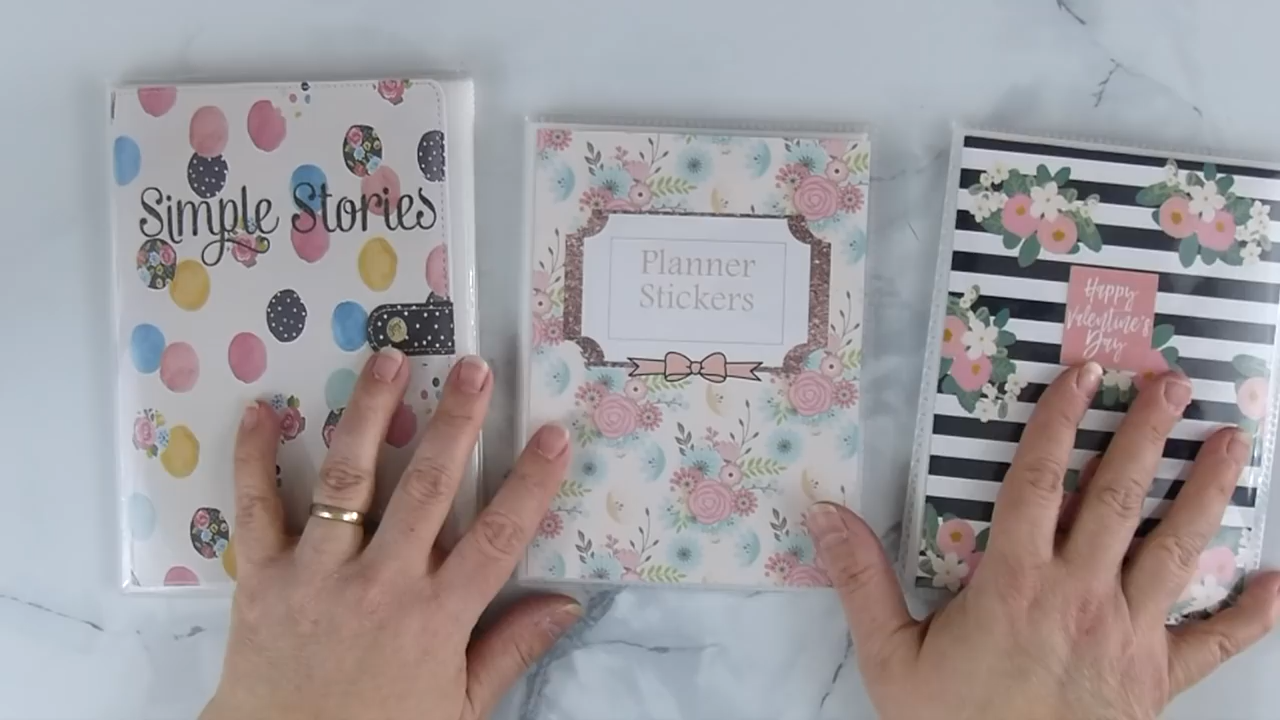 Simple Stories
Planner
Stickers
Happy
Valentine's
Day